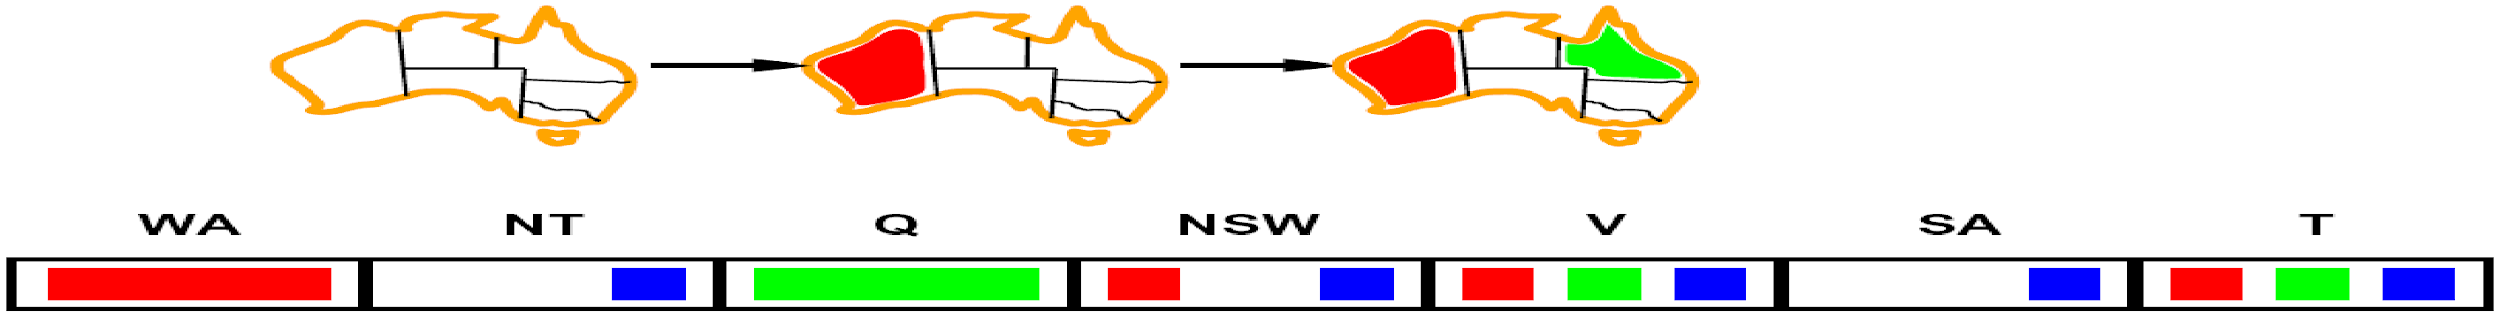 WA NT Q NSW V SA T